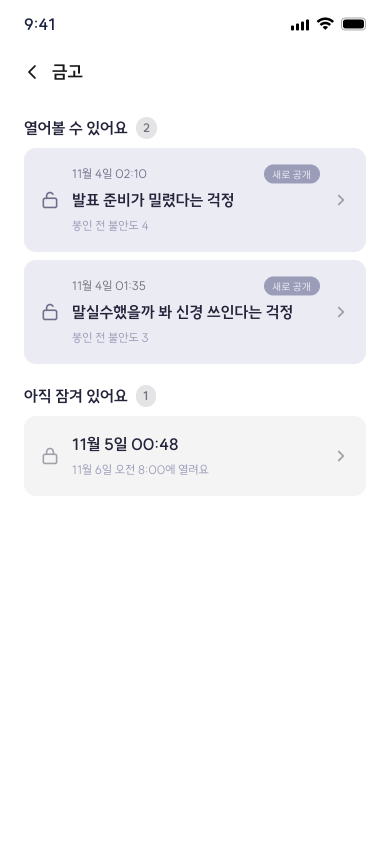 9:41
금고
열어볼 수 있어요 2
11월 4일 02:10 새로 공개
발표 준비가 밀렸다는 걱정
봉인 전 불안도 4
11월 4일 01:35 새로 공개
말실수했을까 봐 신경 쓰인다는 걱정
봉인 전 불안도 3
아직 잠겨 있어요 1
11월 5일 00:48
11월 6일 오전 8:00에 열려요